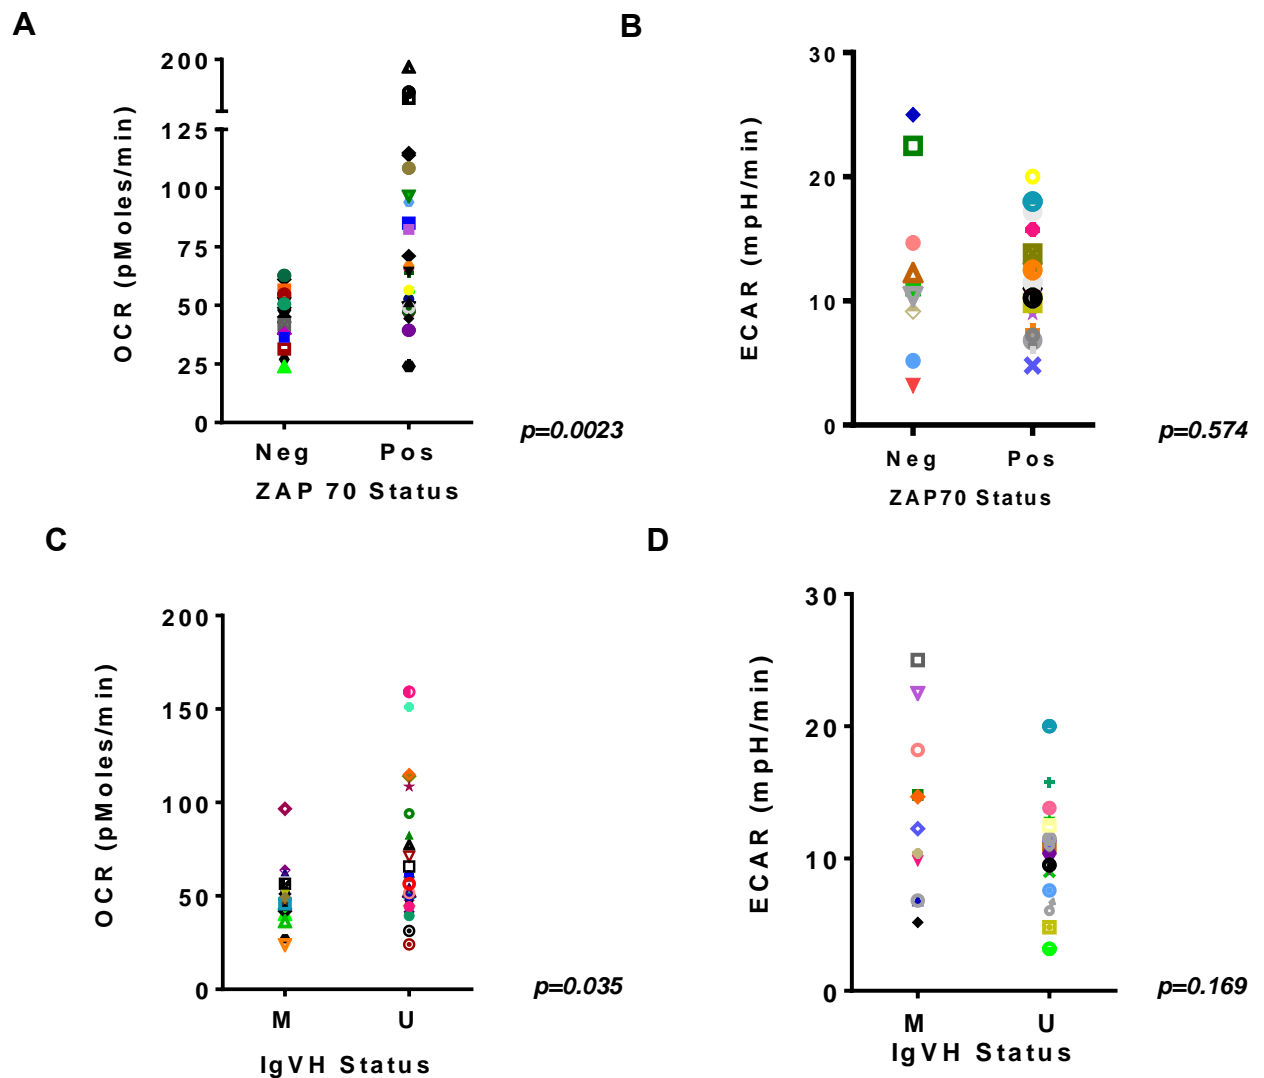 A
200
125
100
75
50
25
0
OCR (pMoles/min)
Neg Pos
ZAP 70 Status
p=0.0023
B
30
20
10
0
ECAR (mpH/min)
Neg Pos
ZAP70 Status
p=0.574
C
200
150
100
50
0
OCR (pMoles/min)
M U
IgVH Status
p=0.035
D
30
20
10
0
ECAR (mpH/min)
M U
IgVH Status
p=0.169